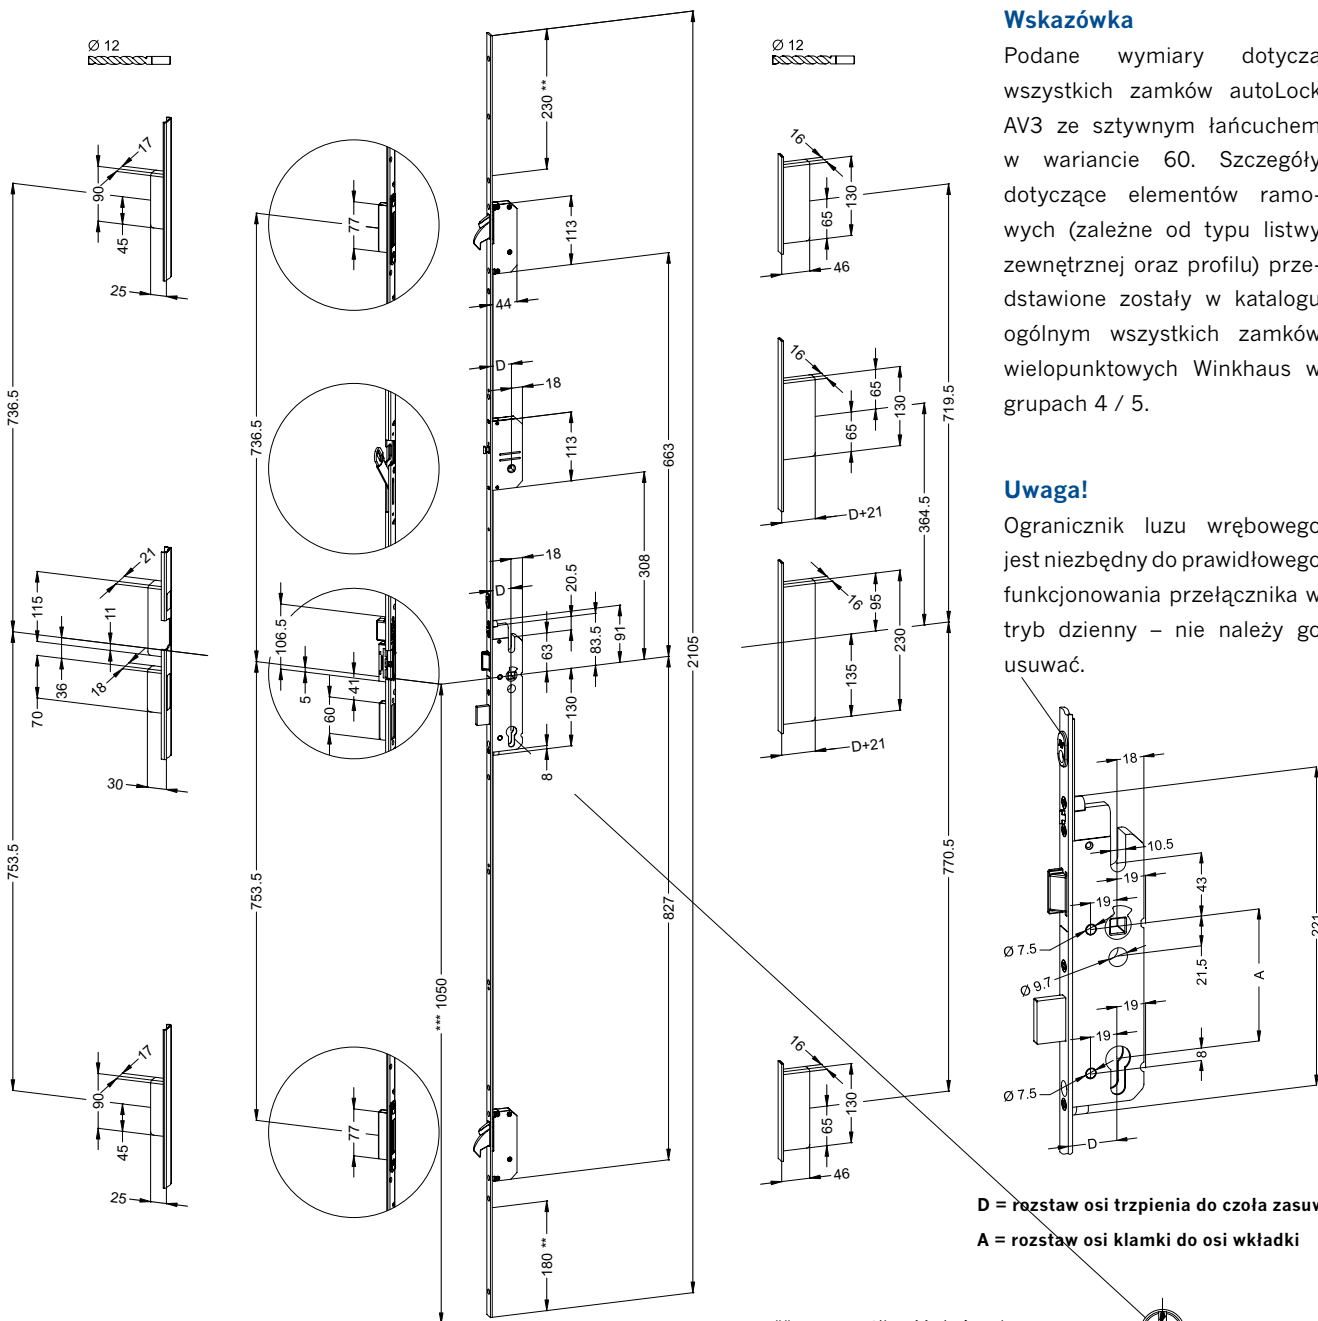 Wskazówka
Podane wymiary dotyczą
wszystkich zamków autoLock
AV3 ze sztywnym łańcuchem
w wariancie 60. Szczegóły
dotyczące elementów ramo-
wych (zależne od typu listwy
zewnętrznej oraz profilu) prze-
dstawione zostały w katalogu
ogólnym wszystkich zamków
wielopunktowych Winkhaus w
grupach 4 / 5.
Uwaga!
Ogranicznik luzu wrębowego
jest niezbędny do prawidłowego
funkcjonowania przełącznika w
tryb dzienny – nie należy go
usuwać.
Ø 12
17
90
45
25
736.5
21
115
11
36
18
70
30
753.5
17
90
45
25
77
736.5
106.5
5
41
60
753.5
77
*** 1050
230 **
113
44
D
18
113
663
308
18
D
20.5
63
83.5
91
2105
130
8
827
180 **
Ø 12
16
130
65
46
719.5
16
65
130
65
364.5
D+21
16
95
230
135
D+21
770.5
16
130
65
46
18
10.5
19
43
19
Ø 7.5
21.5
Ø 9.7
A
221
19
19
8
Ø 7.5
D
D = rozstaw osi trzpienia do czoła
A = rozstaw osi klamki do osi wkładki